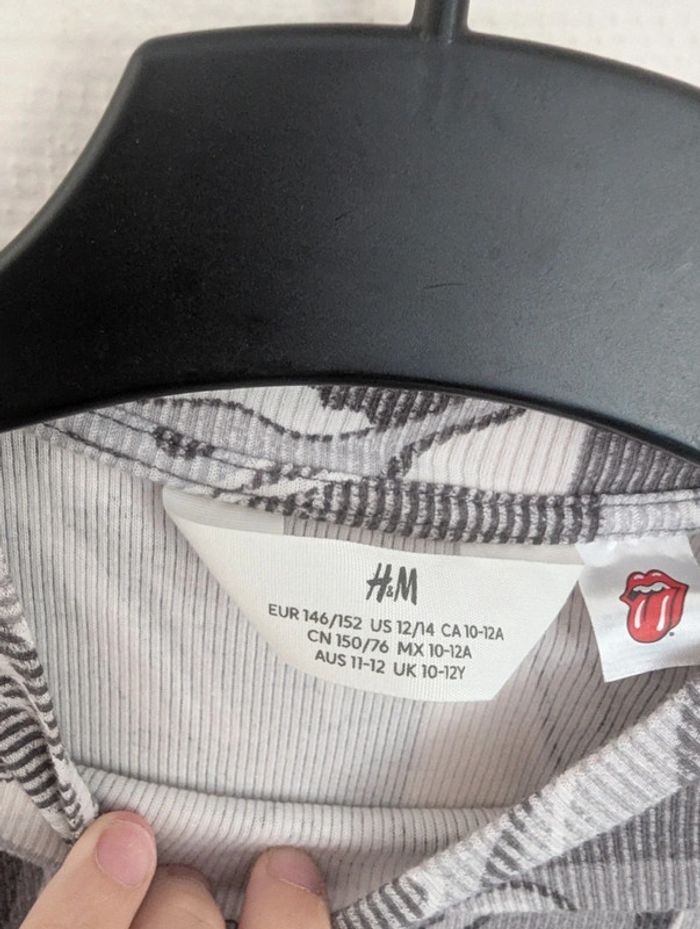 H&M
EUR 146/152 US 12/14 CA 10-12A
CN 150/76 MX 10-12A
AUS 11-12 UK 10-12Y